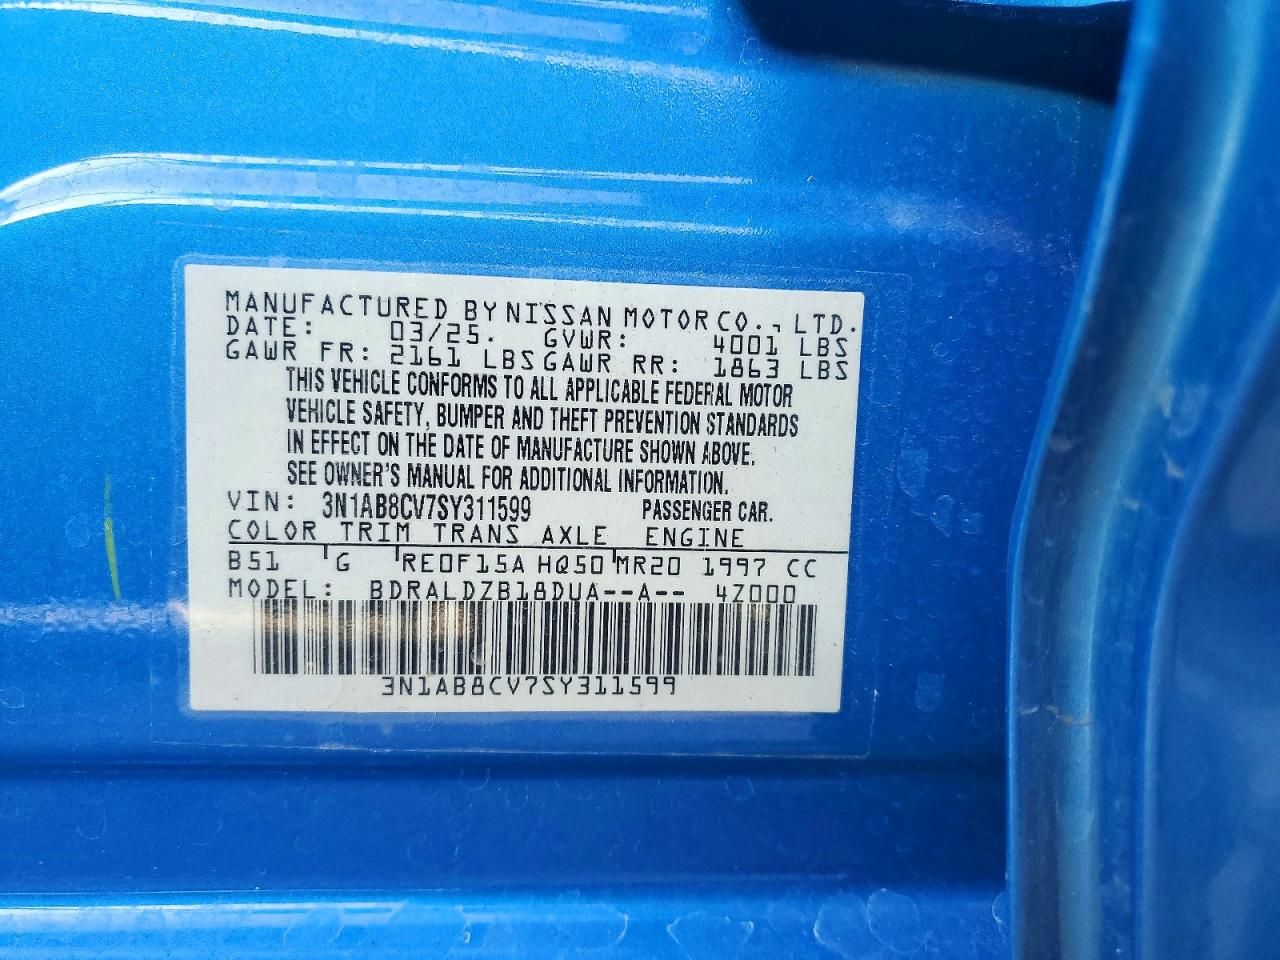 MANUFACTURED BY NISSAN MOTOR CO., LTD.
DATE: 03/25. GVWR: 4001 LBS
GAWR FR: 2161 LBS GAWR RR: 1863 LBS
THIS VEHICLE CONFORMS TO ALL APPLICABLE FEDERAL MOTOR
VEHICLE SAFETY, BUMPER AND THEFT PREVENTION STANDARDS
IN EFFECT ON THE DATE OF MANUFACTURE SHOWN ABOVE.
SEE OWNER'S MANUAL FOR ADDITIONAL INFORMATION.
VIN: 3N1AB8CV7SY311599 PASSENGER CAR.
COLOR TRIM TRANS AXLE ENGINE
B51 G RE0F15A HQ50 MR20 1997 CC
MODEL: BDRALDZB18DUA--A-- 4Z000
3N1AB8CV7SY311599